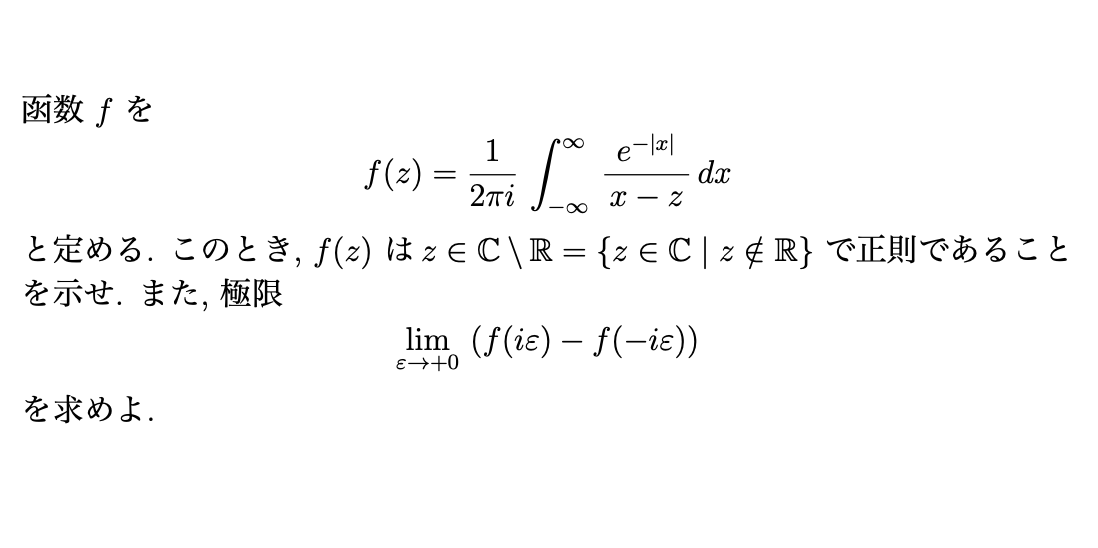 函数 f を
f(z) = \frac{1}{2\pi i} \int_{-\infty}^{\infty} \frac{e^{-|x|}}{x - z} dx
と定める. このとき, f(z) は z ∈ ℂ \ ℝ = {z ∈ ℂ | z ∉ ℝ} で正則であること
を示せ. また, 極限
\lim_{\varepsilon \to +0} (f(i\varepsilon) - f(-i\varepsilon))
を求めよ.